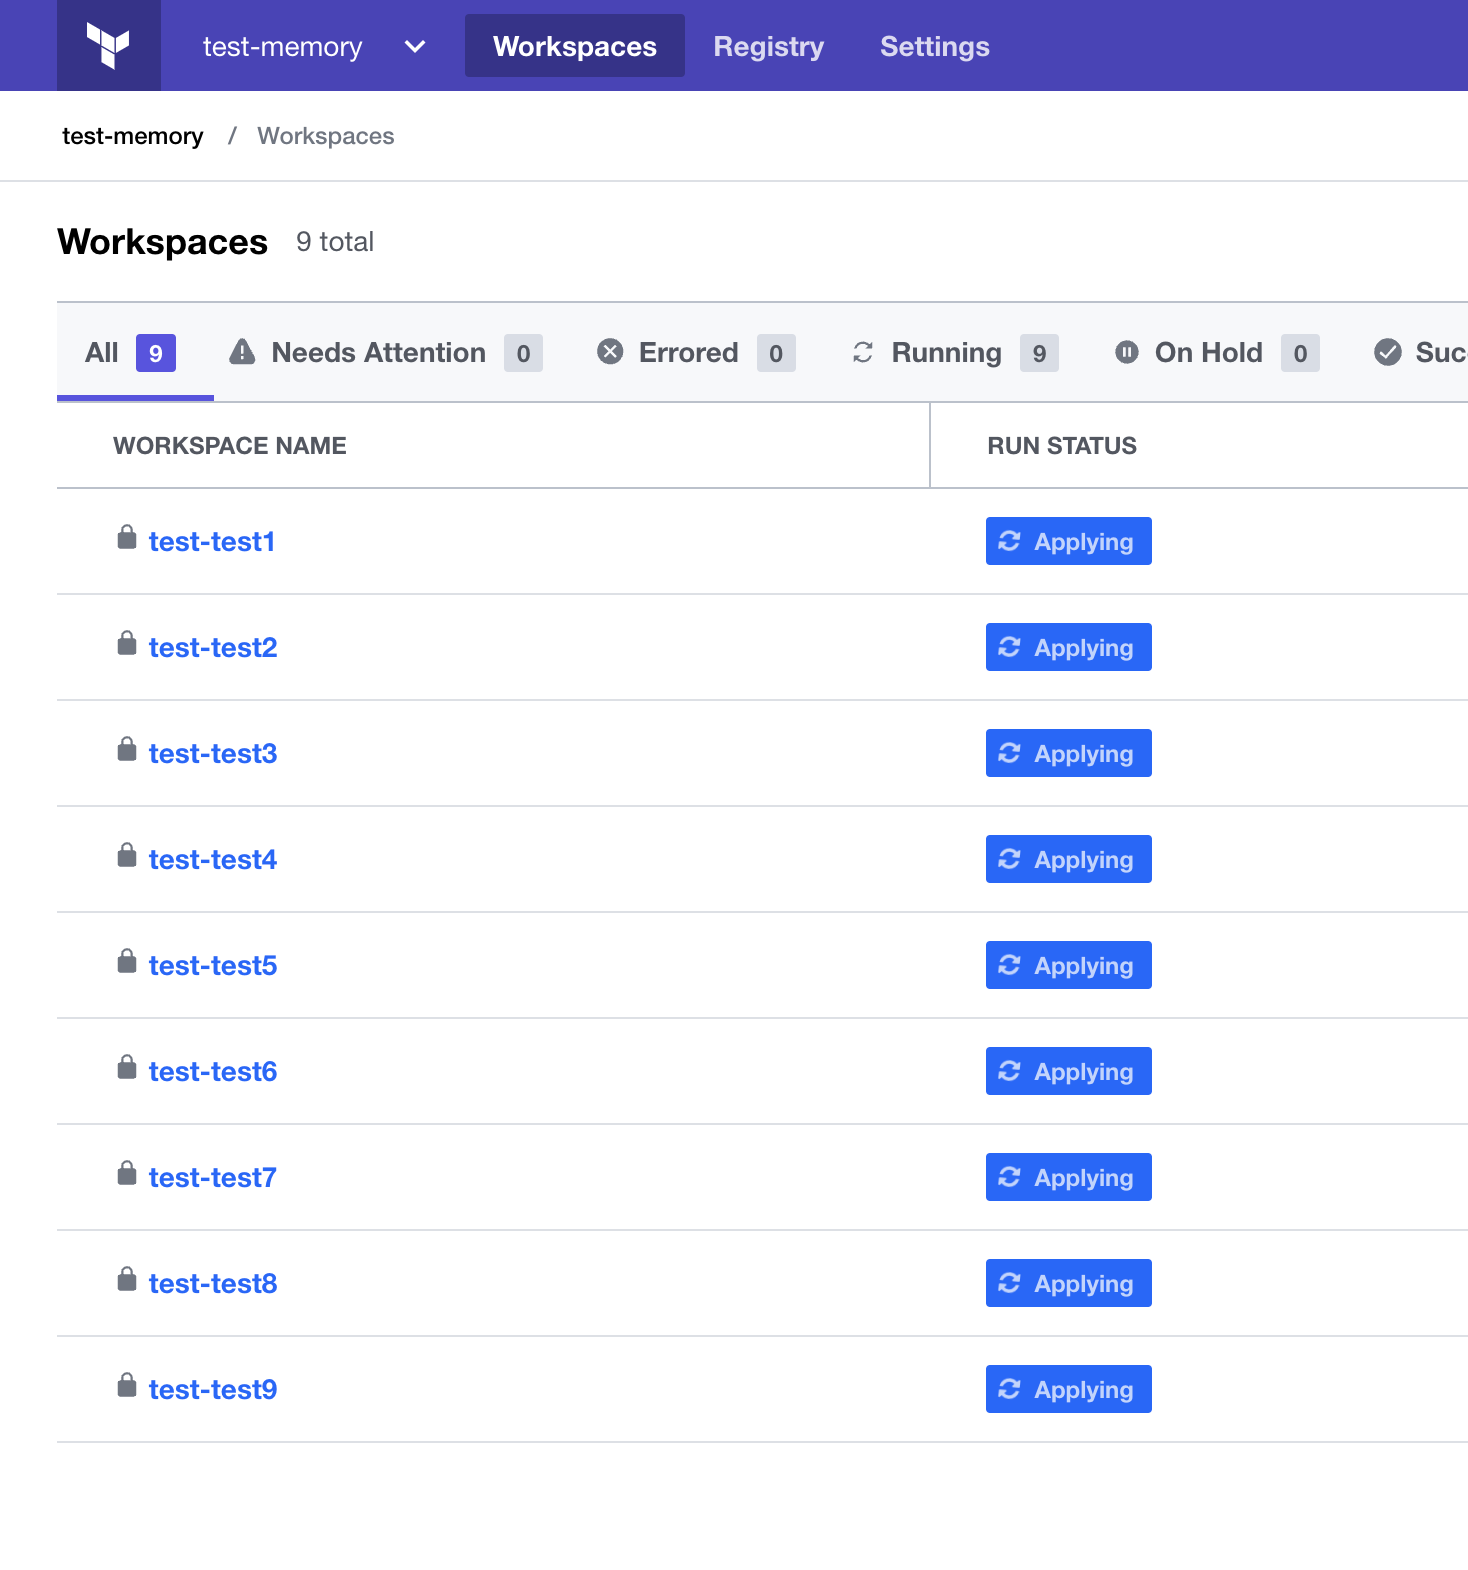 test-memory Workspaces Registry Settings
test-memory / Workspaces
Workspaces 9 total
All 9 Needs Attention 0 Errored 0 Running 9 On Hold 0 Suc
WORKSPACE NAME RUN STATUS
test-test1 Applying
test-test2 Applying
test-test3 Applying
test-test4 Applying
test-test5 Applying
test-test6 Applying
test-test7 Applying
test-test8 Applying
test-test9 Applying